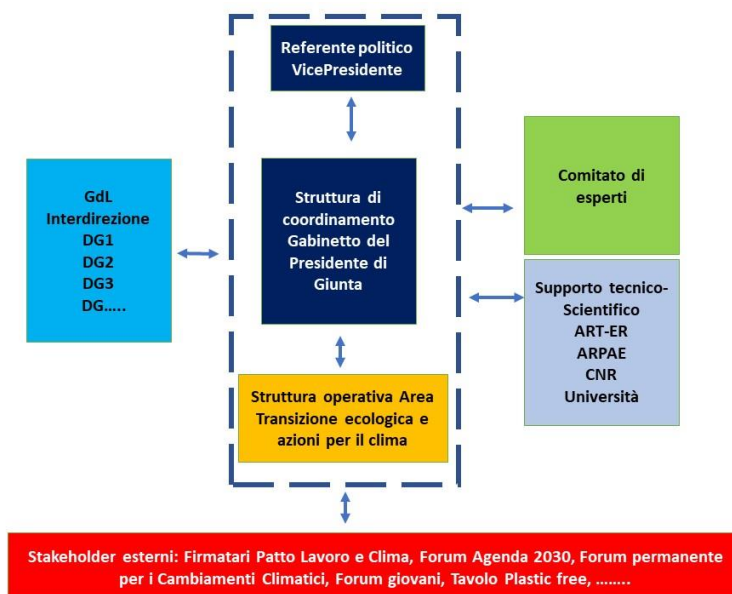 Referente politico
VicePresidente
GdL
Interdirezione
DG1
DG2
DG3
DG.....
Struttura di
coordinamento
Gabinetto del
Presidente di
Giunta
Comitato di
esperti
Supporto tecnico-
Scientifico
ART-ER
ARPAE
CNR
Università
Struttura operativa Area
Transizione ecologica e
azioni per il clima
Stakeholder esterni: Firmatari Patto Lavoro e Clima, Forum Agenda 2030, Forum permanente
per i Cambiamenti Climatici, Forum giovani, Tavolo Plastic free, ........